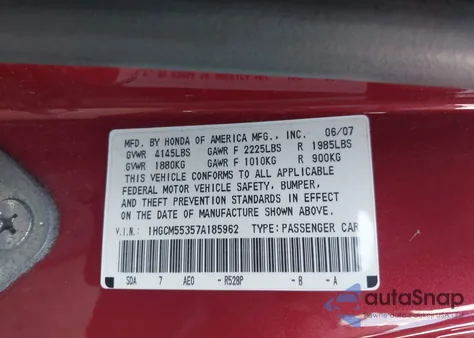 MFD. BY HONDA OF AMERICA MFG., INC. 06/07
GVWR 4145LBS GAWR F 2225LBS R 1985LBS
GVWR 1880KG GAWR F 1010KG R 900KG
THIS VEHICLE CONFORMS TO ALL APPLICABLE
FEDERAL MOTOR VEHICLE SAFETY, BUMPER,
AND THEFT PREVENTION STANDARDS IN EFFECT
ON THE DATE OF MANUFACTURE SHOWN ABOVE.
V.I.N.: 1HGCM55357A185962 TYPE: PASSENGER CAR
SDA 7 AE0 - R528P - B - A
autoSnap